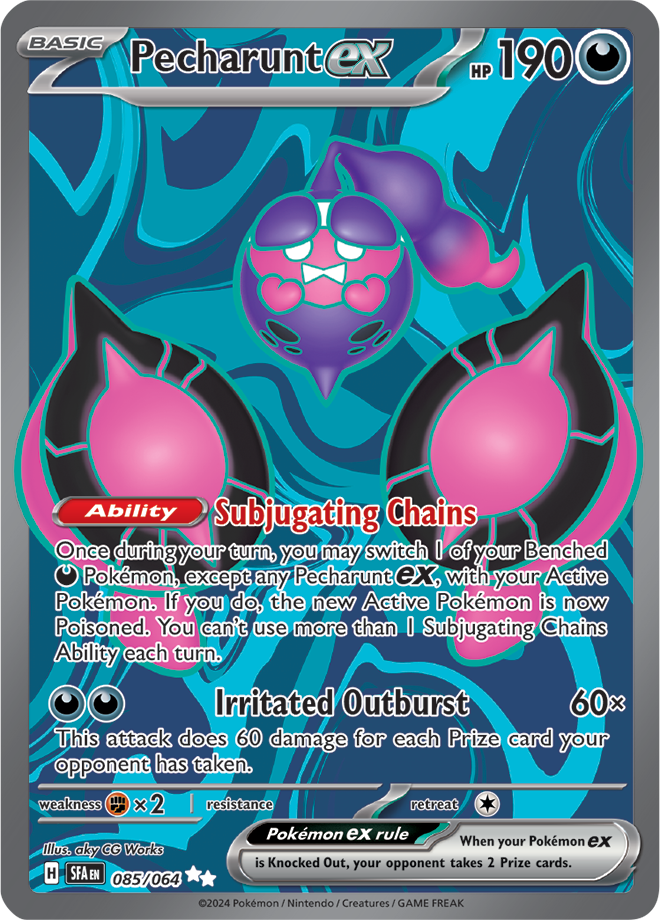 BASIC Pecharunt ex HP 190
Ability Subjugating Chains
Once during your turn, you may switch 1 of your Benched
Pokémon, except any Pecharunt ex, with your Active
Pokémon. If you do, the new Active Pokémon is now
Poisoned. You can't use more than 1 Subjugating Chains
Ability each turn.
Irritated Outburst 60×
This attack does 60 damage for each Prize card your
opponent has taken.
weakness ×2 resistance retreat
Illus. aky CG Works
Pokémon ex rule When your Pokémon ex
is Knocked Out, your opponent takes 2 Prize cards.
H SFA EN 085/064
©2024 Pokémon / Nintendo / Creatures / GAME FREAK